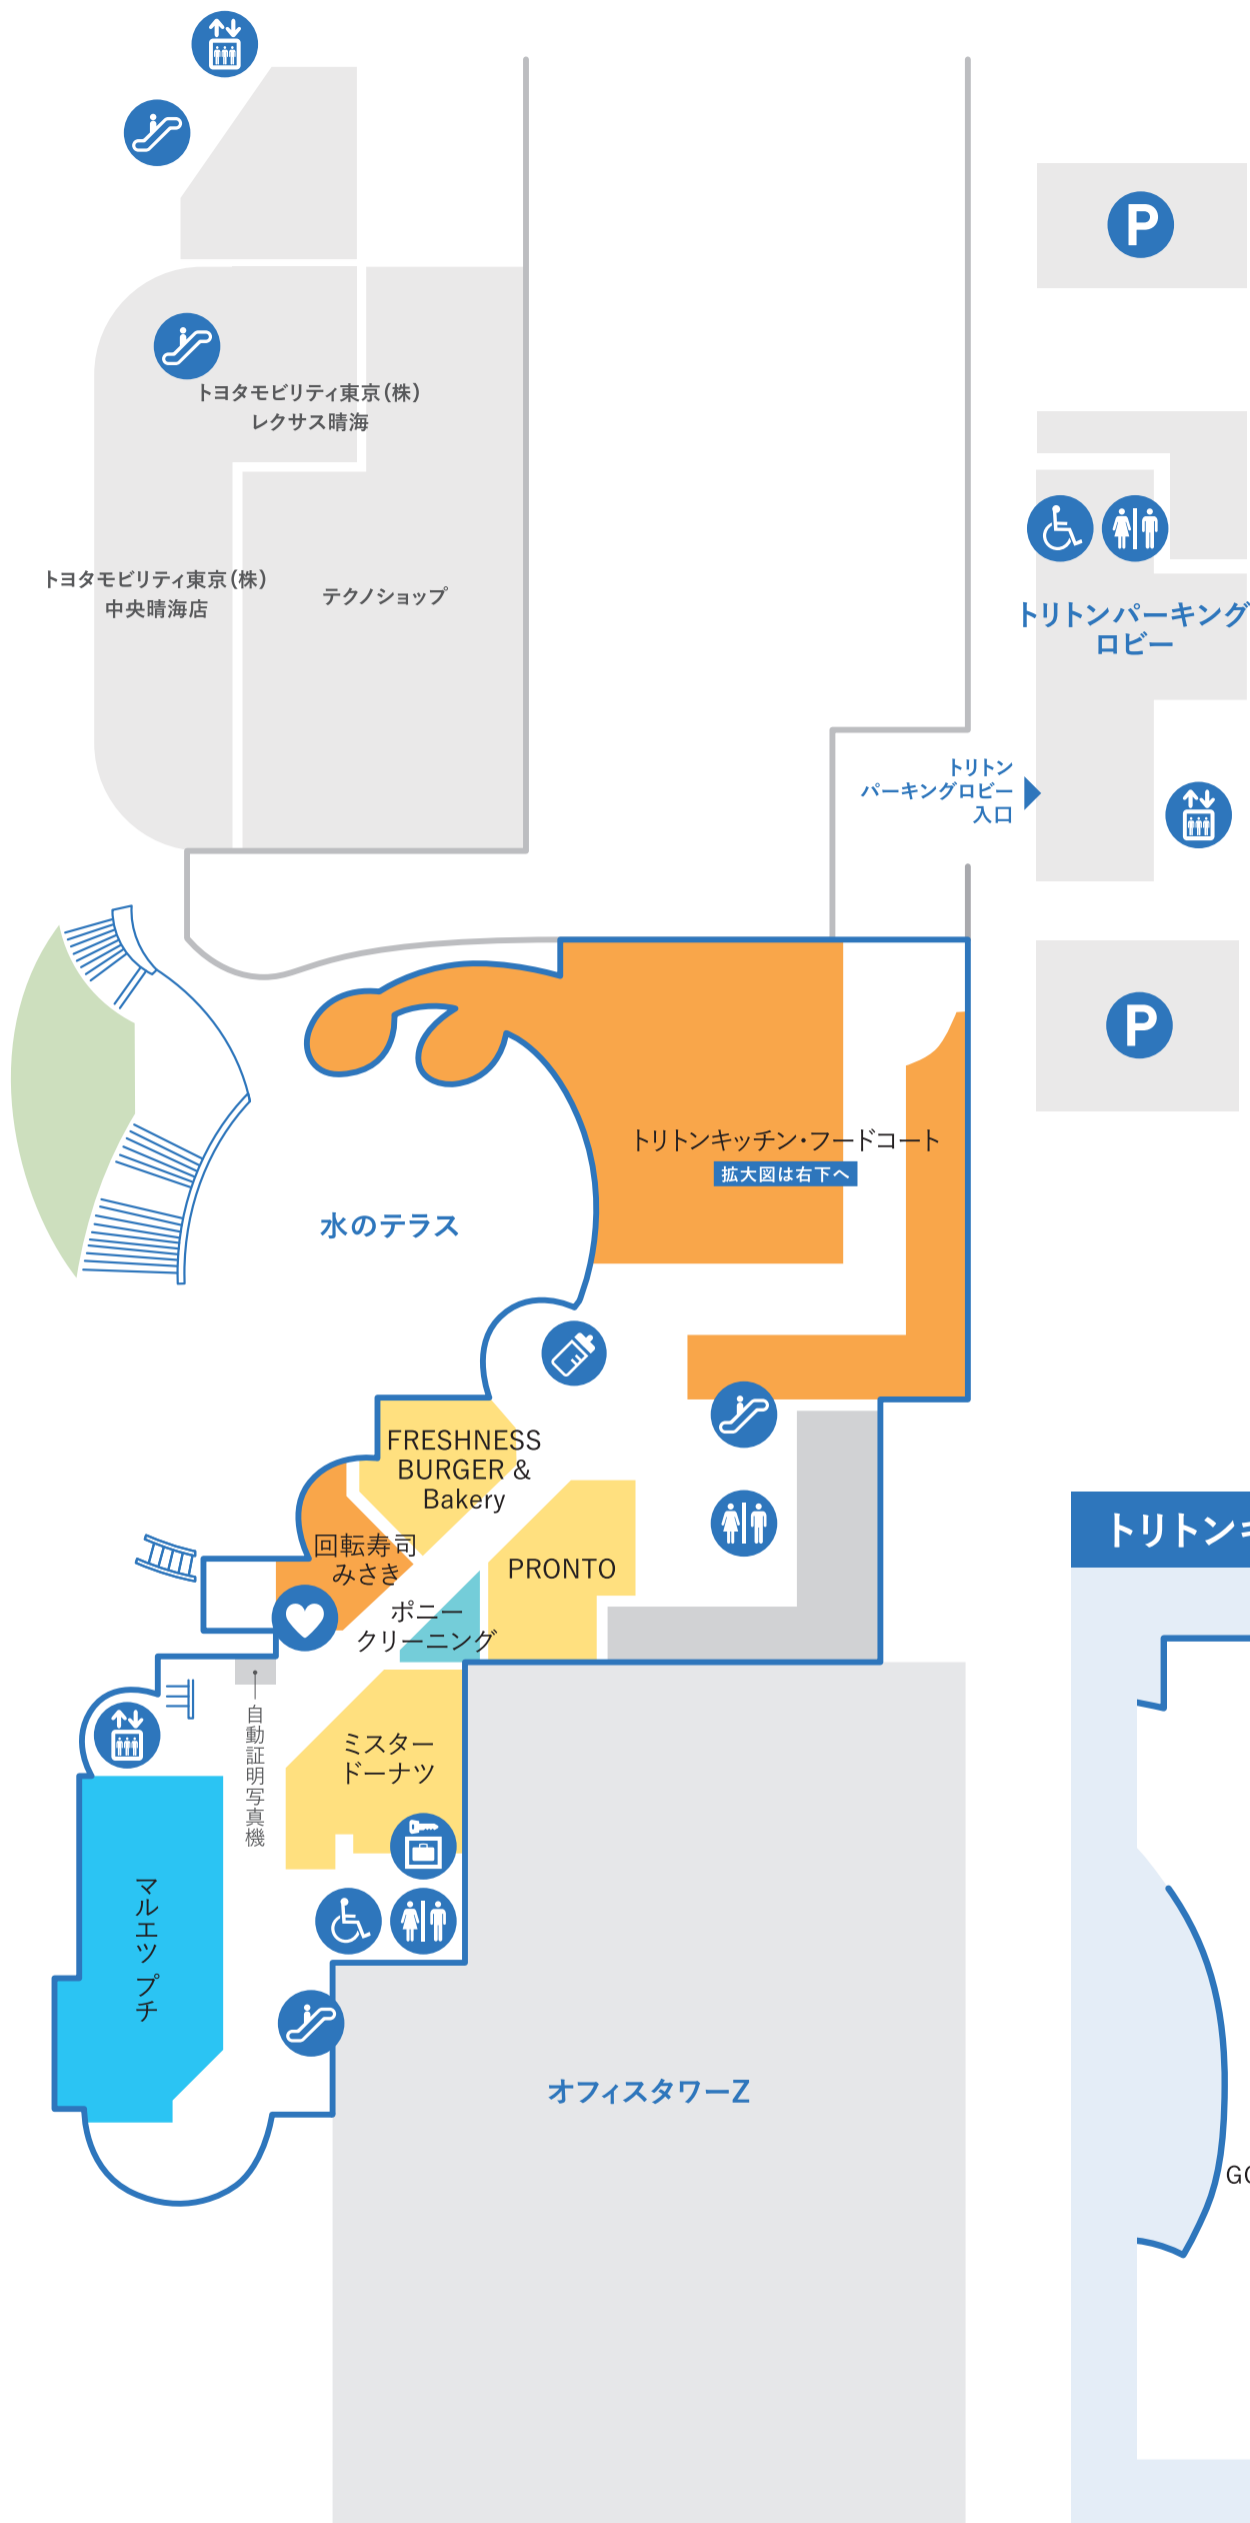 P
トヨタモビリティ東京(株)
レクサス晴海
トヨタモビリティ東京(株)
中央晴海店
テクノショップ
トリトンパーキング
ロビー
トリトン
パーキングロビー
入口
P
トリトンキッチン・フードコート
拡大図は右下へ
水のテラス
FRESHNESS
BURGER &
Bakery
回転寿司
みさき
PRONTO
ポニー
クリーニング
自動証明写真機
ミスター
ドーナツ
マルエツ プチ
オフィスタワーZ
トリトン